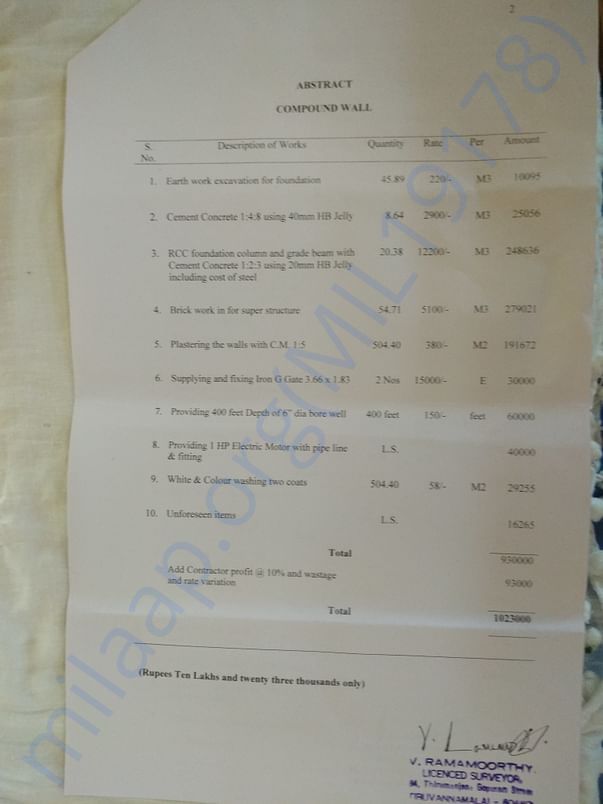 2
ABSTRACT
COMPOUND WALL
S. No. Description of Works Quantity Rate Per Amount
1. Earth work excavation for foundation 45.89 220/- M3 10095
2. Cement Concrete 1:4:8 using 40mm HB Jelly 8.64 2900/- M3 25056
3. RCC foundation column and grade beam with 20.38 12200/- M3 248636
Cement Concrete 1:2:3 using 20mm HB Jelly
including cost of steel
4. Brick work in for super structure 54.71 5100/- M3 279021
5. Plastering the walls with C.M. 1:5 504.40 380/- M2 191672
6. Supplying and fixing Iron G Gate 3.66 x 1.83 2 Nos 15000/- E 30000
7. Providing 400 feet Depth of 6" dia bore well 400 feet 150/- feet 60000
8. Providing 1 HP Electric Motor with pipe line L.S. 40000
& fitting
9. White & Colour washing two coats 504.40 58/- M2 29255
10. Unforeseen items L.S. 16265
Total 930000
Add Contractor profit @ 10% and wastage 93000
and rate variation
Total 1023000
(Rupees Ten Lakhs and twenty three thousands only)
V. RAMAMOORTHY
LICENCED SURVEYOR,
TIRUVANNAMALAI
milaap.org(MIL19178)